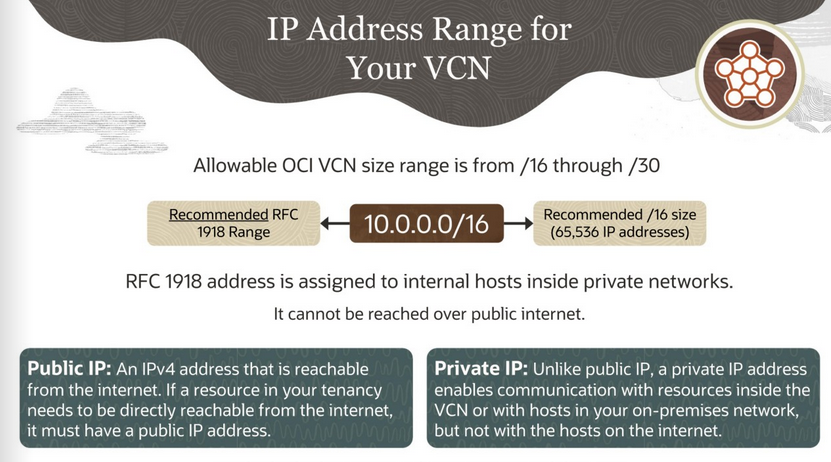 IP Address Range for
Your VCN
Allowable OCI VCN size range is from /16 through /30
Recommended RFC
1918 Range
10.0.0.0/16
Recommended /16 size
(65,536 IP addresses)
RFC 1918 address is assigned to internal hosts inside private networks.
It cannot be reached over public internet.
Public IP: An IPv4 address that is reachable
from the internet. If a resource in your tenancy
needs to be directly reachable from the internet,
it must have a public IP address.
Private IP: Unlike public IP, a private IP address
enables communication with resources inside the
VCN or with hosts in your on-premises network,
but not with the hosts on the internet.